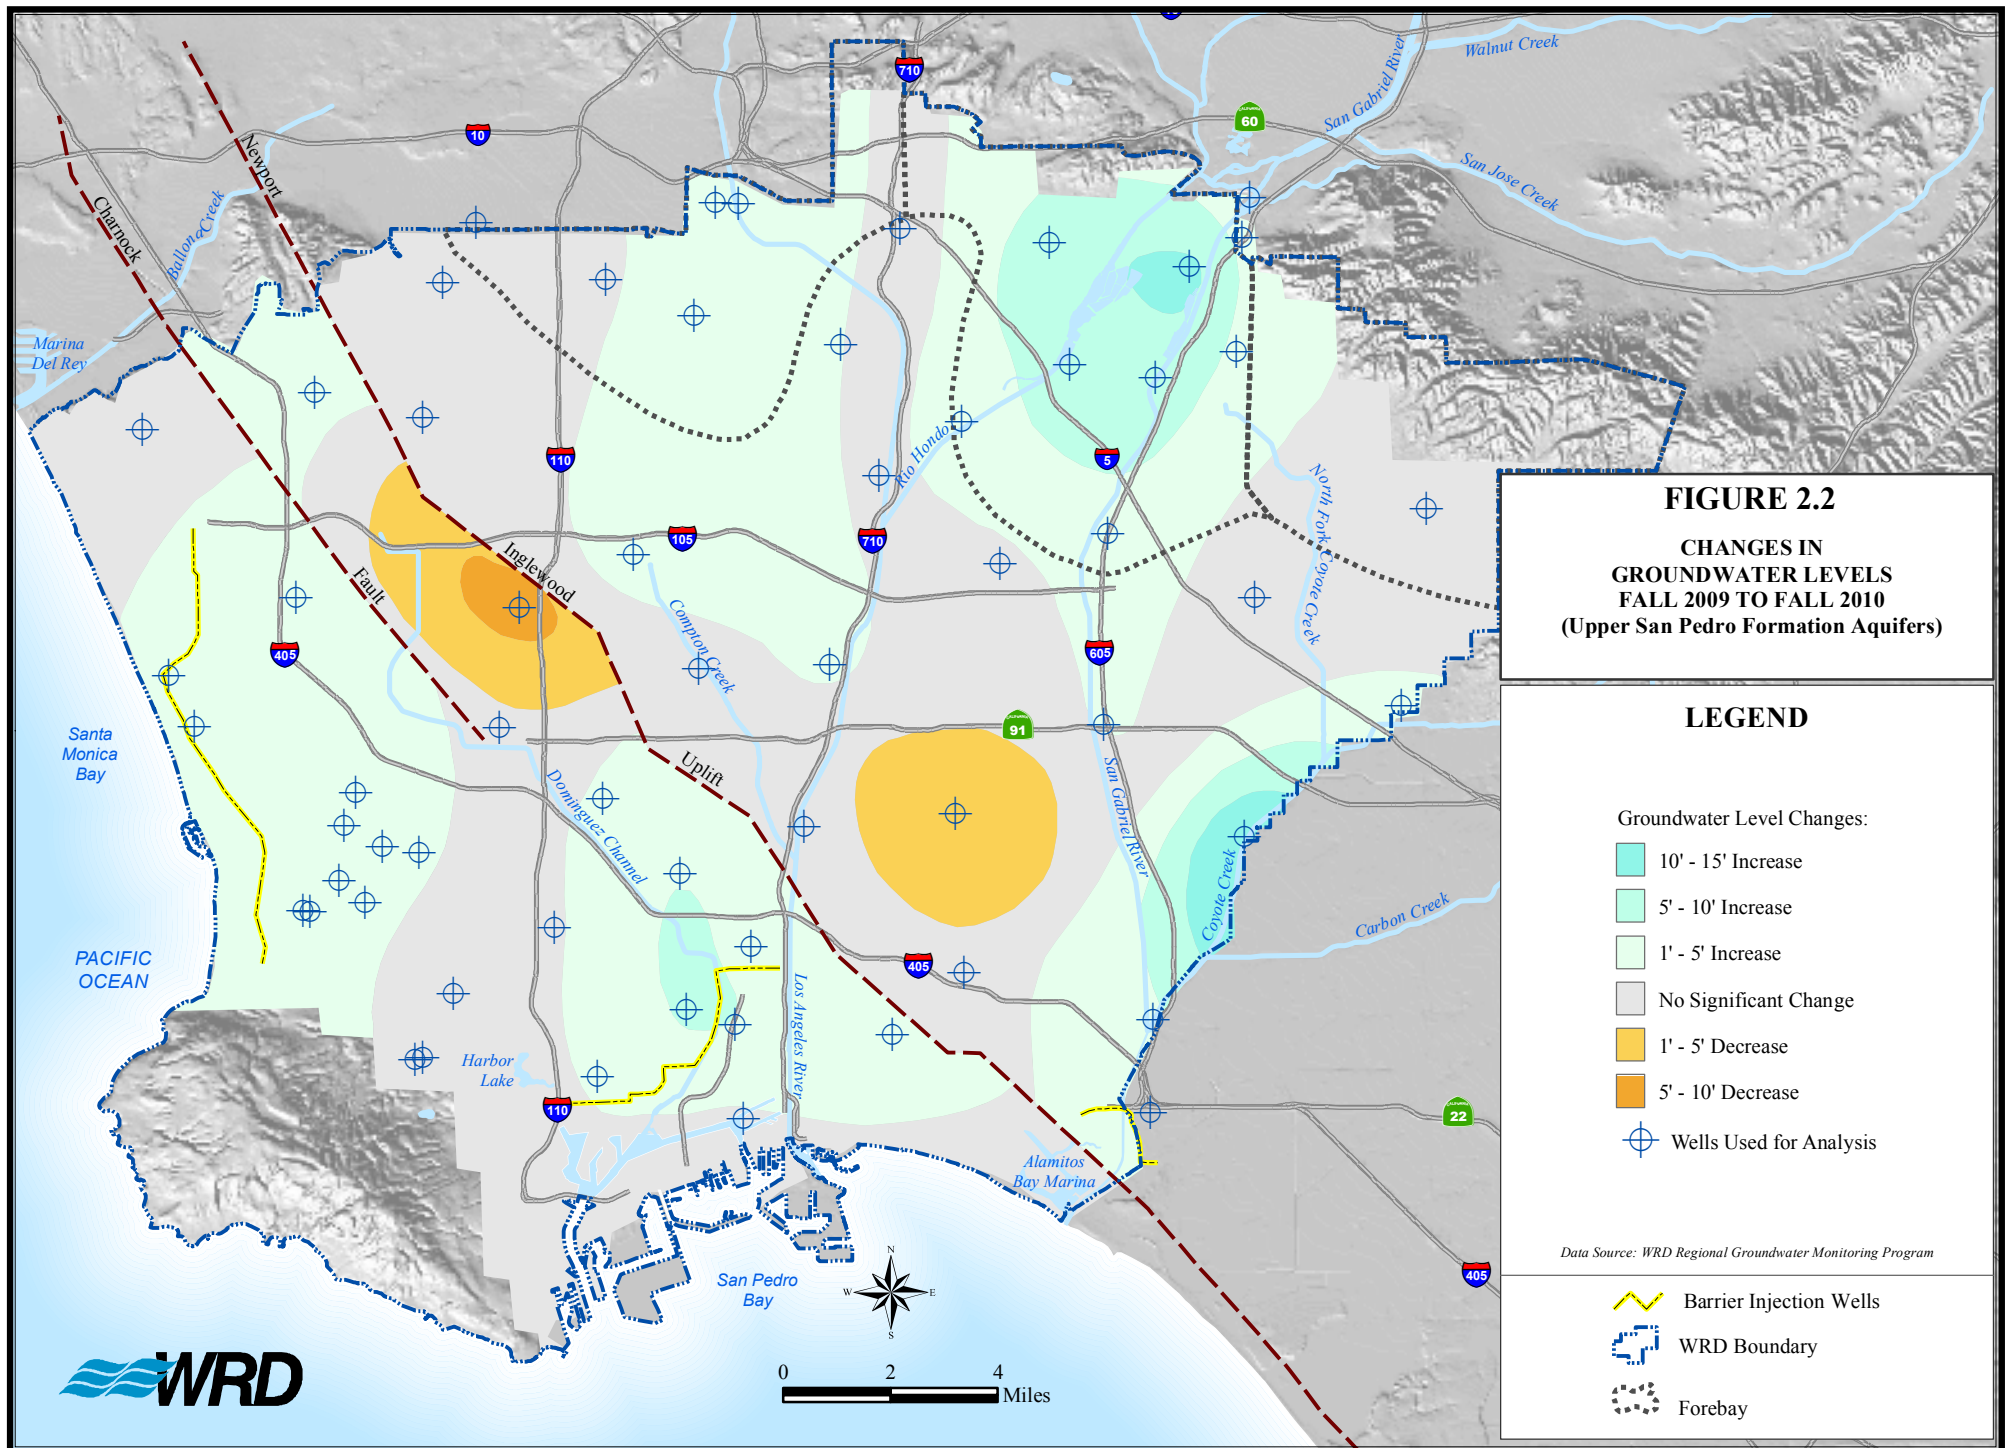 Walnut Creek
San Gabriel River
710
60
10
San Jose Creek
Newport
Charnock
Ballona Creek
Marina
Del Rey
110
5
Rio Hondo
North Fork Coyote Creek
105
710
Inglewood
Fault
Compton Creek
405
605
91
Santa
Monica
Bay
Uplift
Dominguez Channel
San Gabriel River
Coyote Creek
Carbon Creek
PACIFIC
OCEAN
405
Los Angeles River
Harbor
Lake
110
22
Alamitos
Bay Marina
San Pedro
Bay
405
N
W
E
S
0 2 4
Miles
WRD
FIGURE 2.2
CHANGES IN
GROUNDWATER LEVELS
FALL 2009 TO FALL 2010
(Upper San Pedro Formation Aquifers)
LEGEND
Groundwater Level Changes:
10' - 15' Increase
5' - 10' Increase
1' - 5' Increase
No Significant Change
1' - 5' Decrease
5' - 10' Decrease
Wells Used for Analysis
Data Source: WRD Regional Groundwater Monitoring Program
Barrier Injection Wells
WRD Boundary
Forebay